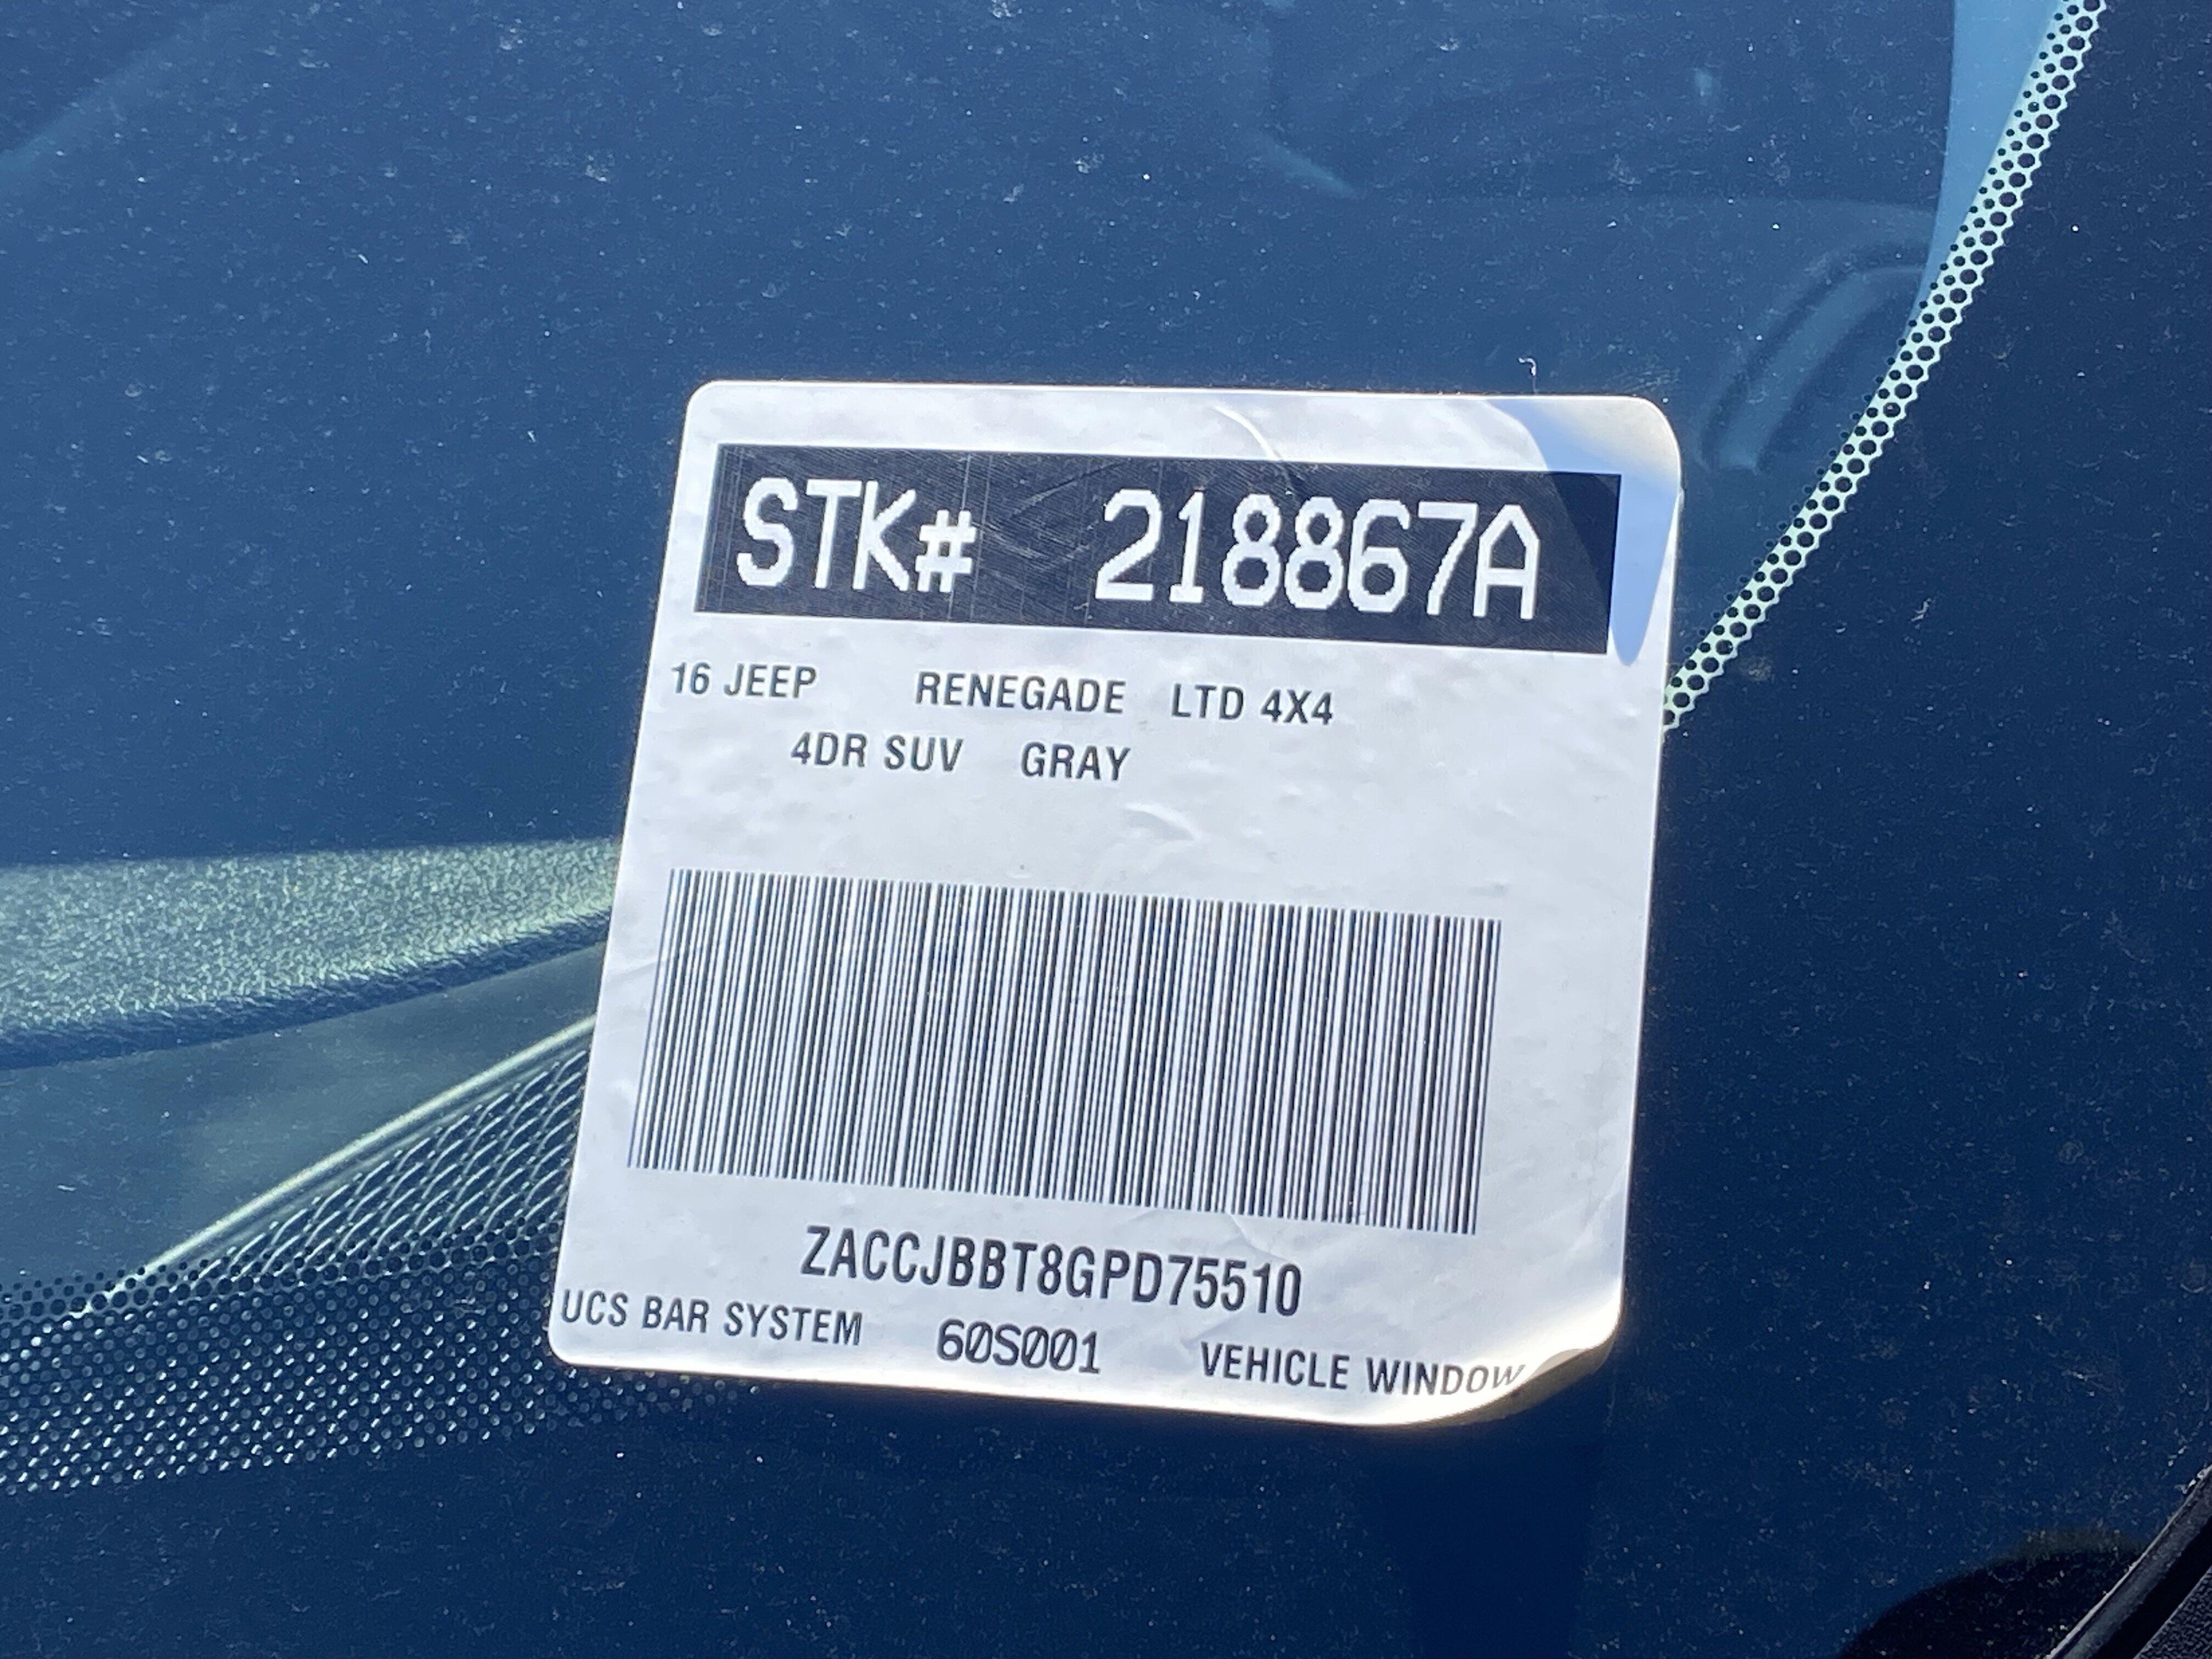 STK# 218867A
16 JEEP RENEGADE LTD 4X4
4DR SUV GRAY
ZACCJBBT8GPD75510
UCS BAR SYSTEM 60S001 VEHICLE WINDOW